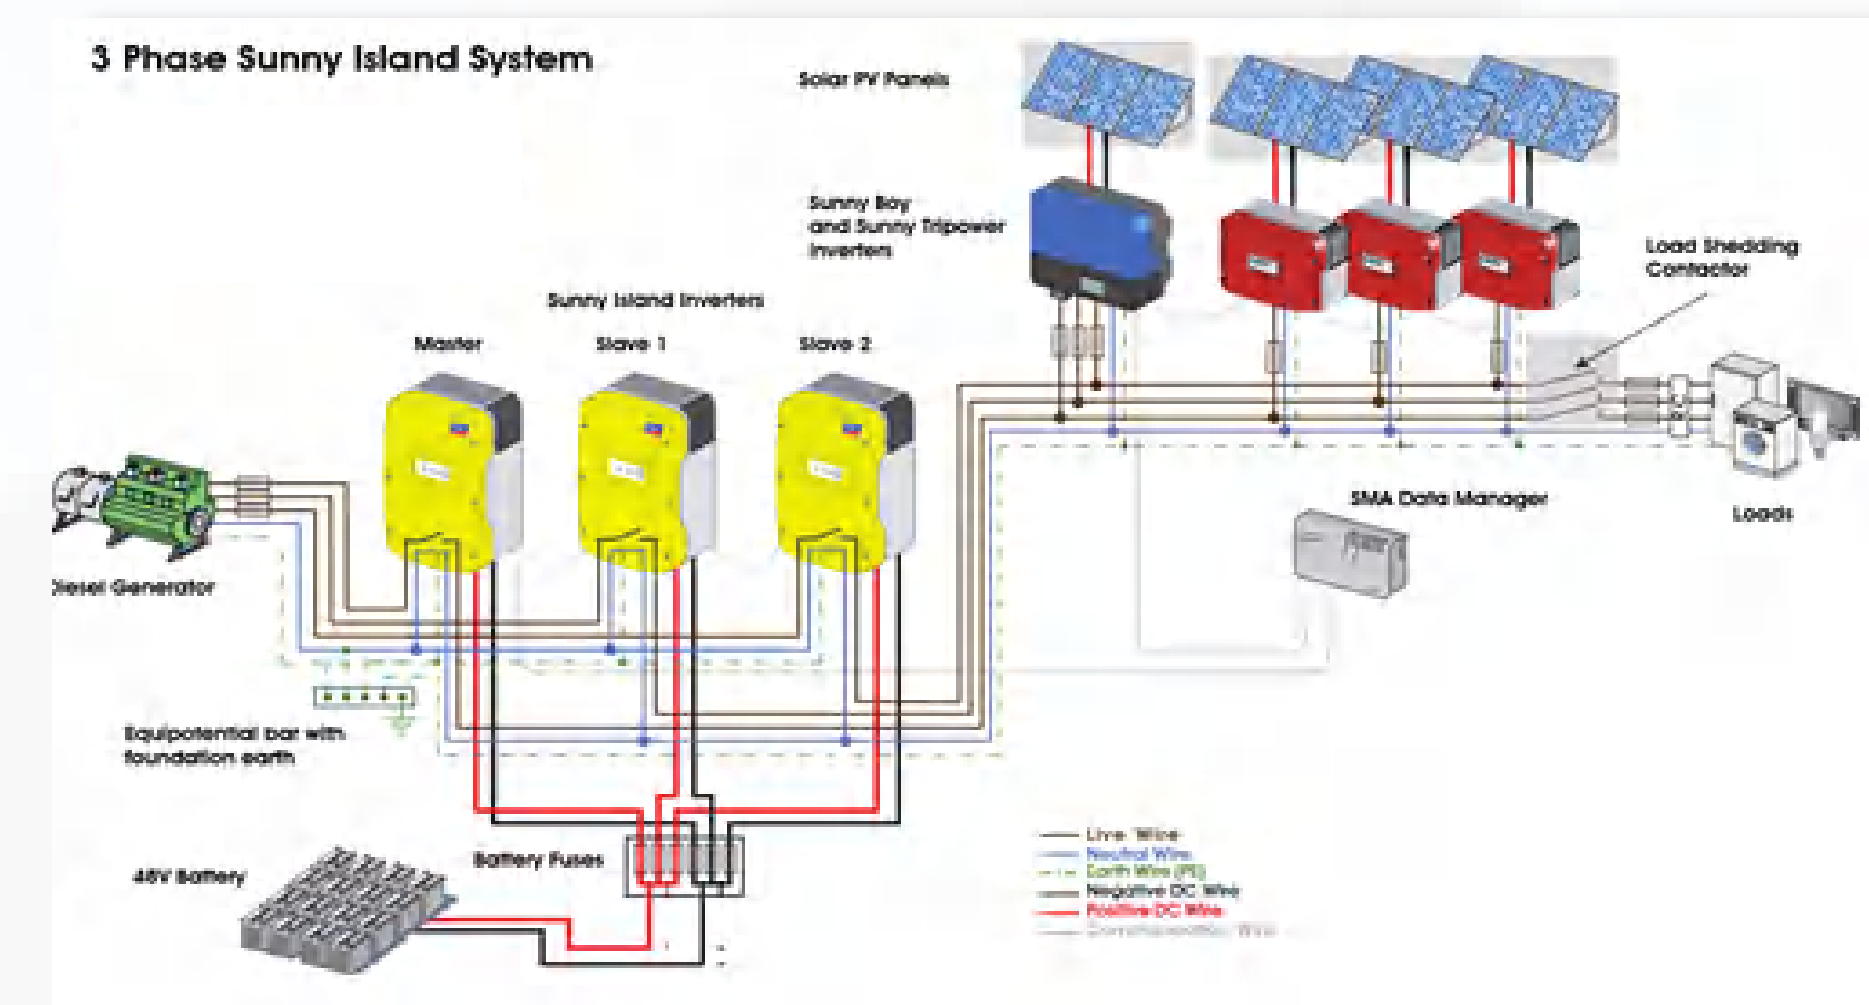 3 Phase Sunny Island System
Solar PV Panels
Sunny Boy
and Sunny Tripower
Inverters
Load Shedding
Contactor
Sunny Island Inverters
Master
Slave 1
Slave 2
SMA Data Manager
Loads
Diesel Generator
Equipotential bar with
foundation earth
48V Battery
Battery Fuses
Live Wire
Neutral Wire
Earth Wire (PE)
Negative DC Wire
Positive DC Wire
Communication Wire